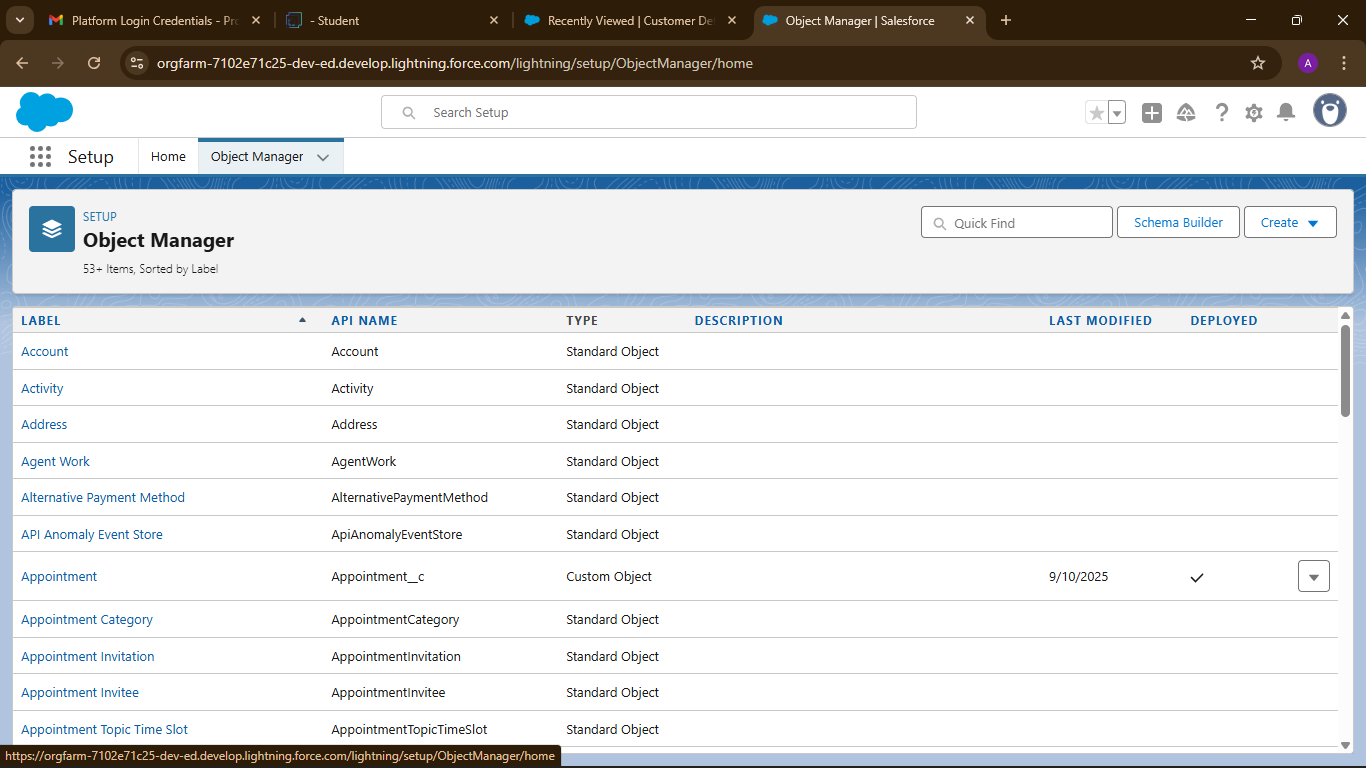 Platform Login Credentials - Pro
- Student
Recently Viewed | Customer De
Object Manager | Salesforce
orgfarm-7102e71c25-dev-ed.develop.lightning.force.com/lightning/setup/ObjectManager/home
A
Search Setup
Setup
Home
Object Manager
SETUP
Object Manager
53+ Items, Sorted by Label
Quick Find
Schema Builder
Create
LABEL API NAME TYPE DESCRIPTION LAST MODIFIED DEPLOYED
Account Account Standard Object
Activity Activity Standard Object
Address Address Standard Object
Agent Work AgentWork Standard Object
Alternative Payment Method AlternativePaymentMethod Standard Object
API Anomaly Event Store ApiAnomalyEventStore Standard Object
Appointment Appointment__c Custom Object 9/10/2025
Appointment Category AppointmentCategory Standard Object
Appointment Invitation AppointmentInvitation Standard Object
Appointment Invitee AppointmentInvitee Standard Object
Appointment Topic Time Slot AppointmentTopicTimeSlot Standard Object
https://orgfarm-7102e71c25-dev-ed.develop.lightning.force.com/lightning/setup/ObjectManager/home